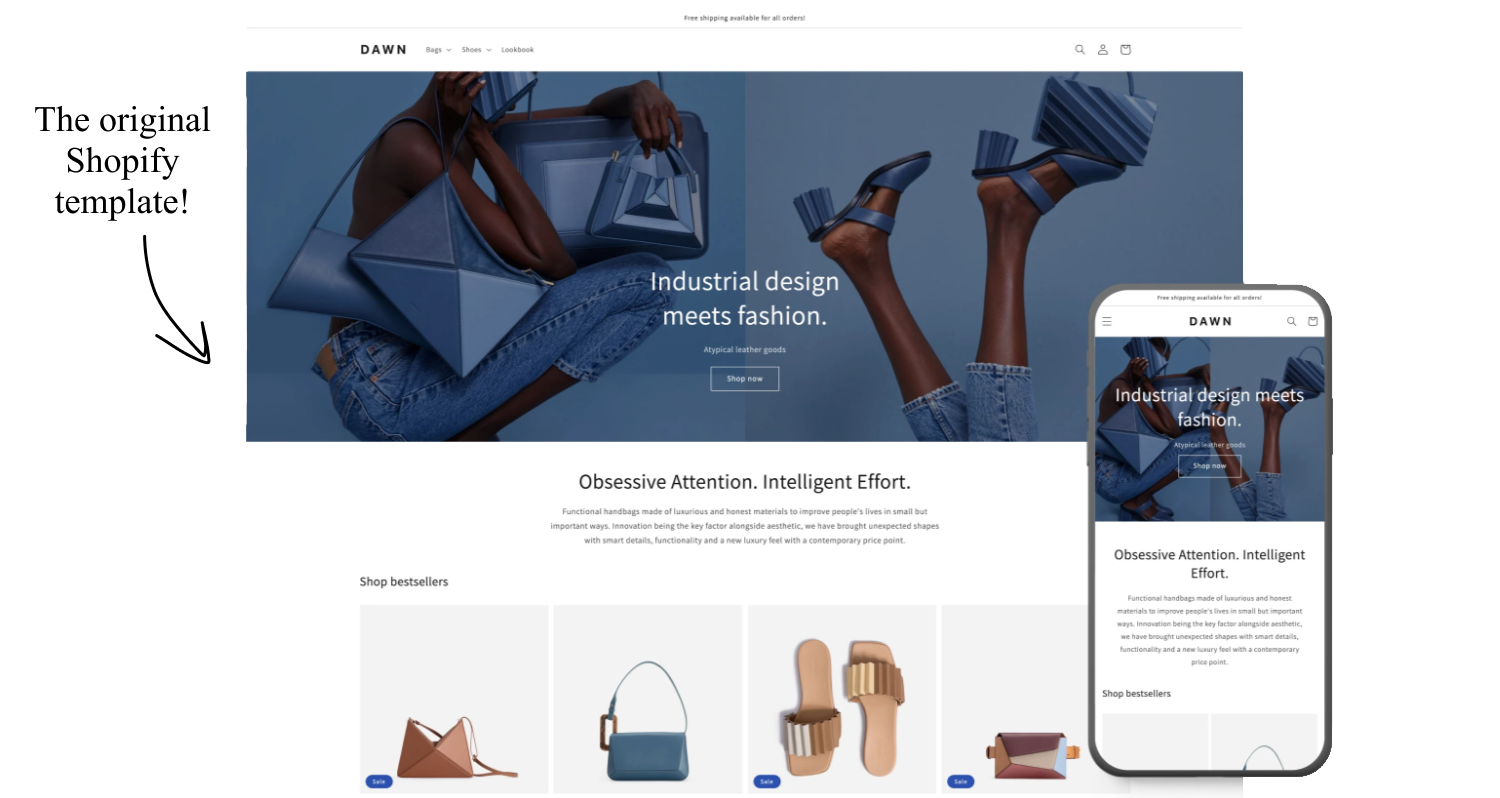 The original
Shopify
template!
Free shipping available for all orders!
DAWN Bags Shoes Lookbook
Industrial design
meets fashion.
Atypical leather goods
Shop now
Obsessive Attention. Intelligent Effort.
Functional handbags made of luxurious and honest materials to improve people's lives in small but
important ways. Innovation being the key factor alongside aesthetic, we have brought unexpected shapes
with smart details, functionality and a new luxury feel with a contemporary price point.
Shop bestsellers
Sale
Sale
Sale
Free shipping available for all orders!
DAWN
Industrial design meets
fashion.
Atypical leather goods
Shop now
Obsessive Attention. Intelligent
Effort.
Functional handbags made of luxurious and honest
materials to improve people's lives in small but important
ways. Innovation being the key factor alongside aesthetic,
we have brought unexpected shapes with smart details,
functionality and a new luxury feel with a contemporary
price point.
Shop bestsellers